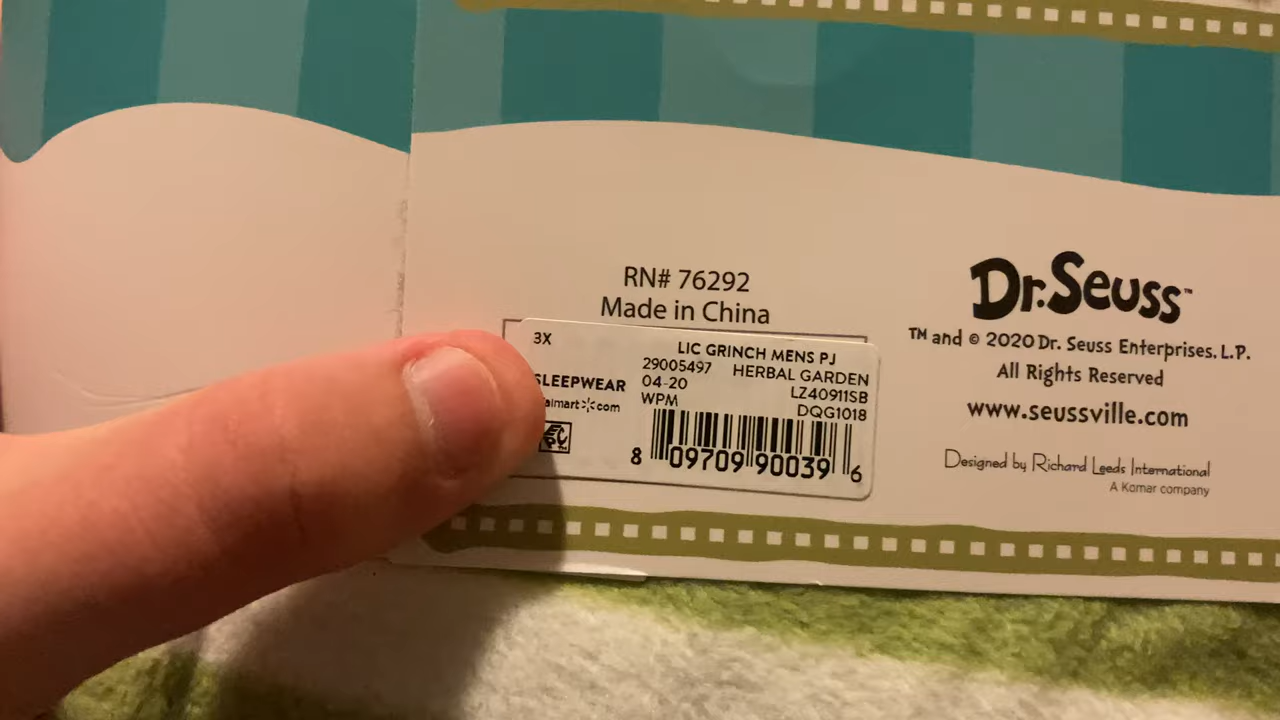 RN# 76292
Made in China
3X
LIC GRINCH MENS PJ
29005497 HERBAL GARDEN
SLEEPWEAR 04-20 LZ40911SB
almart com WPM DQG1018
8 09709 90039 6
Dr. Seuss™
™ and © 2020 Dr. Seuss Enterprises, L.P.
All Rights Reserved
www.seussville.com
Designed by Richard Leeds International
A Komar company